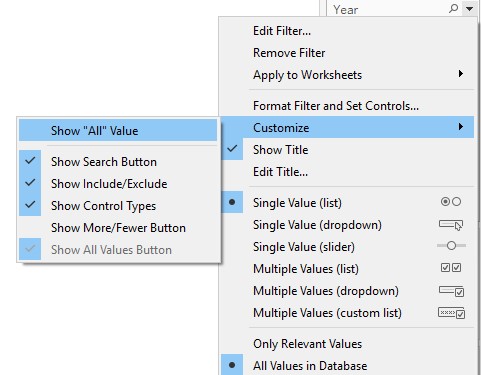 Year
Edit Filter...
Remove Filter
Apply to Worksheets
Format Filter and Set Controls...
Customize
Show Title
Edit Title...
Single Value (list)
Single Value (dropdown)
Single Value (slider)
Multiple Values (list)
Multiple Values (dropdown)
Multiple Values (custom list)
Only Relevant Values
All Values in Database
Show "All" Value
Show Search Button
Show Include/Exclude
Show Control Types
Show More/Fewer Button
Show All Values Button